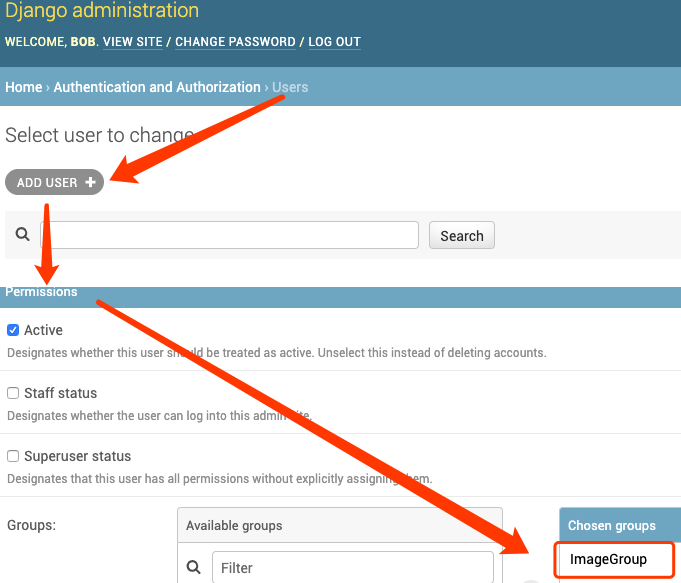 Django administration
WELCOME, BOB. VIEW SITE / CHANGE PASSWORD / LOG OUT
Home › Authentication and Authorization › Users
Select user to change
ADD USER +
Search
Permissions
Active
Designates whether this user should be treated as active. Unselect this instead of deleting accounts.
Staff status
Designates whether the user can log into this admin site.
Superuser status
Designates that this user has all permissions without explicitly assigning them.
Groups:
Available groups
Chosen groups
Filter
ImageGroup